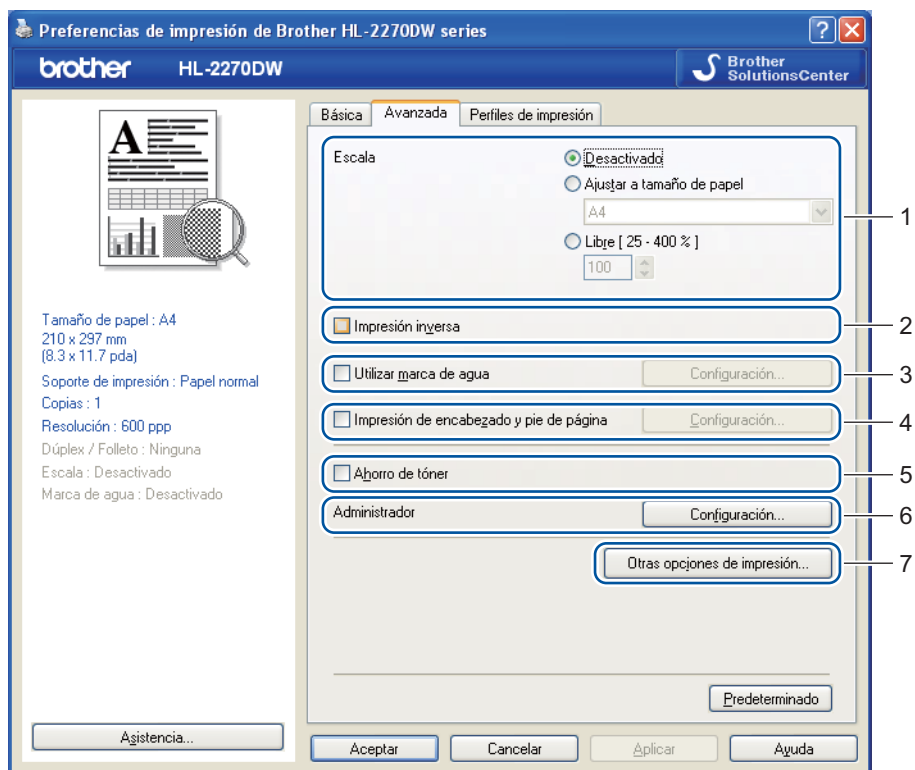 Preferencias de impresión de Brother HL-2270DW series
brother HL-2270DW
Brother
SolutionsCenter
Básica Avanzada Perfiles de impresión
Escala
Desactivado
Ajustar a tamaño de papel
A4
1
Libre [ 25 - 400 % ]
100
Impresión inversa
2
Utilizar marca de agua Configuración...
3
Impresión de encabezado y pie de página Configuración...
4
Ahorro de tóner
5
Administrador Configuración...
6
Otras opciones de impresión...
7
A
Tamaño de papel : A4
210 x 297 mm
(8.3 x 11.7 pda)
Soporte de impresión : Papel normal
Copias : 1
Resolución : 600 ppp
Dúplex / Folleto : Ninguna
Escala : Desactivado
Marca de agua : Desactivado
Predeterminado
Asistencia...
Aceptar Cancelar Aplicar Ayuda